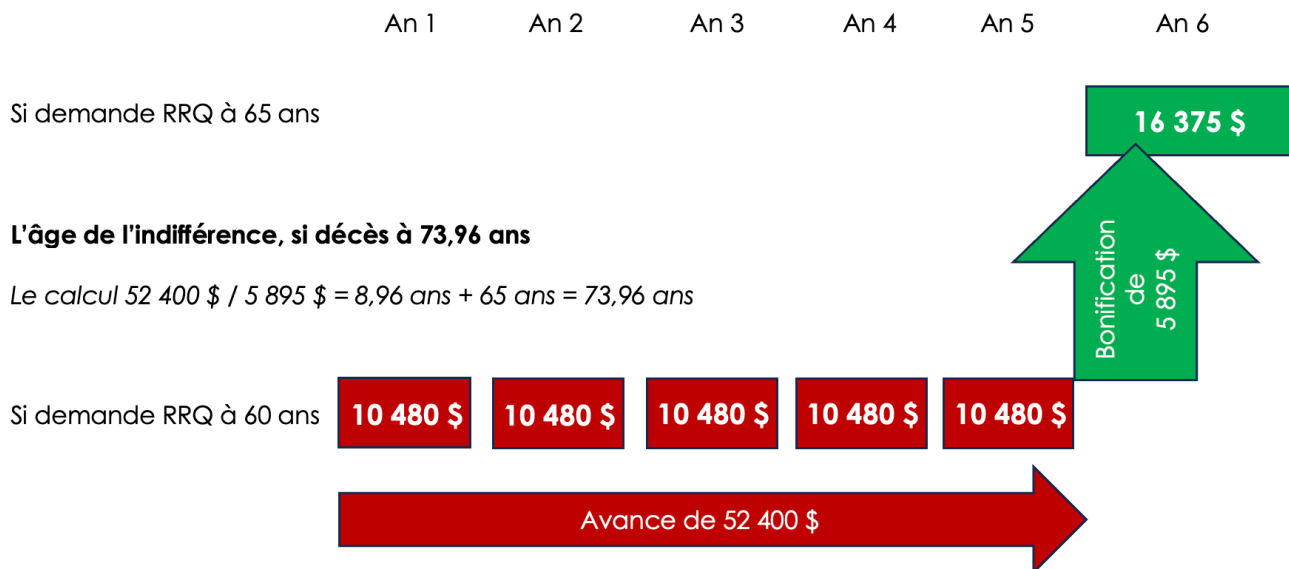 An 1 An 2 An 3 An 4 An 5 An 6
Si demande RRQ à 65 ans
16 375 $
L'âge de l'indifférence, si décès à 73,96 ans
Le calcul 52 400 $ / 5 895 $ = 8,96 ans + 65 ans = 73,96 ans
Bonification
de
5 895 $
Si demande RRQ à 60 ans
10 480 $ 10 480 $ 10 480 $ 10 480 $ 10 480 $
Avance de 52 400 $